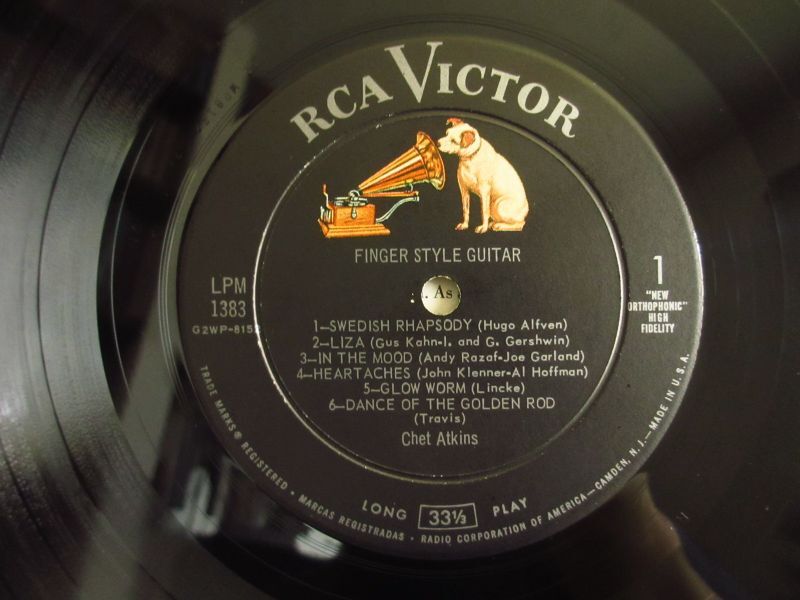 RCA VICTOR
FINGER STYLE GUITAR
LPM
1383
G2WP-8152
1
"NEW
ORTHOPHONIC"
HIGH
FIDELITY
As
1—SWEDISH RHAPSODY (Hugo Alfven)
2—LIZA (Gus Kahn-I. and G. Gershwin)
3—IN THE MOOD (Andy Razaf-Joe Garland)
4—HEARTACHES (John Klenner-Al Hoffman)
5—GLOW WORM (Lincke)
6—DANCE OF THE GOLDEN ROD
(Travis)
Chet Atkins
LONG 33⅓ PLAY
TRADE MARKS® REGISTERED • MARCAS REGISTRADAS • RADIO CORPORATION OF AMERICA—CAMDEN, N.J.—MADE IN U.S.A.